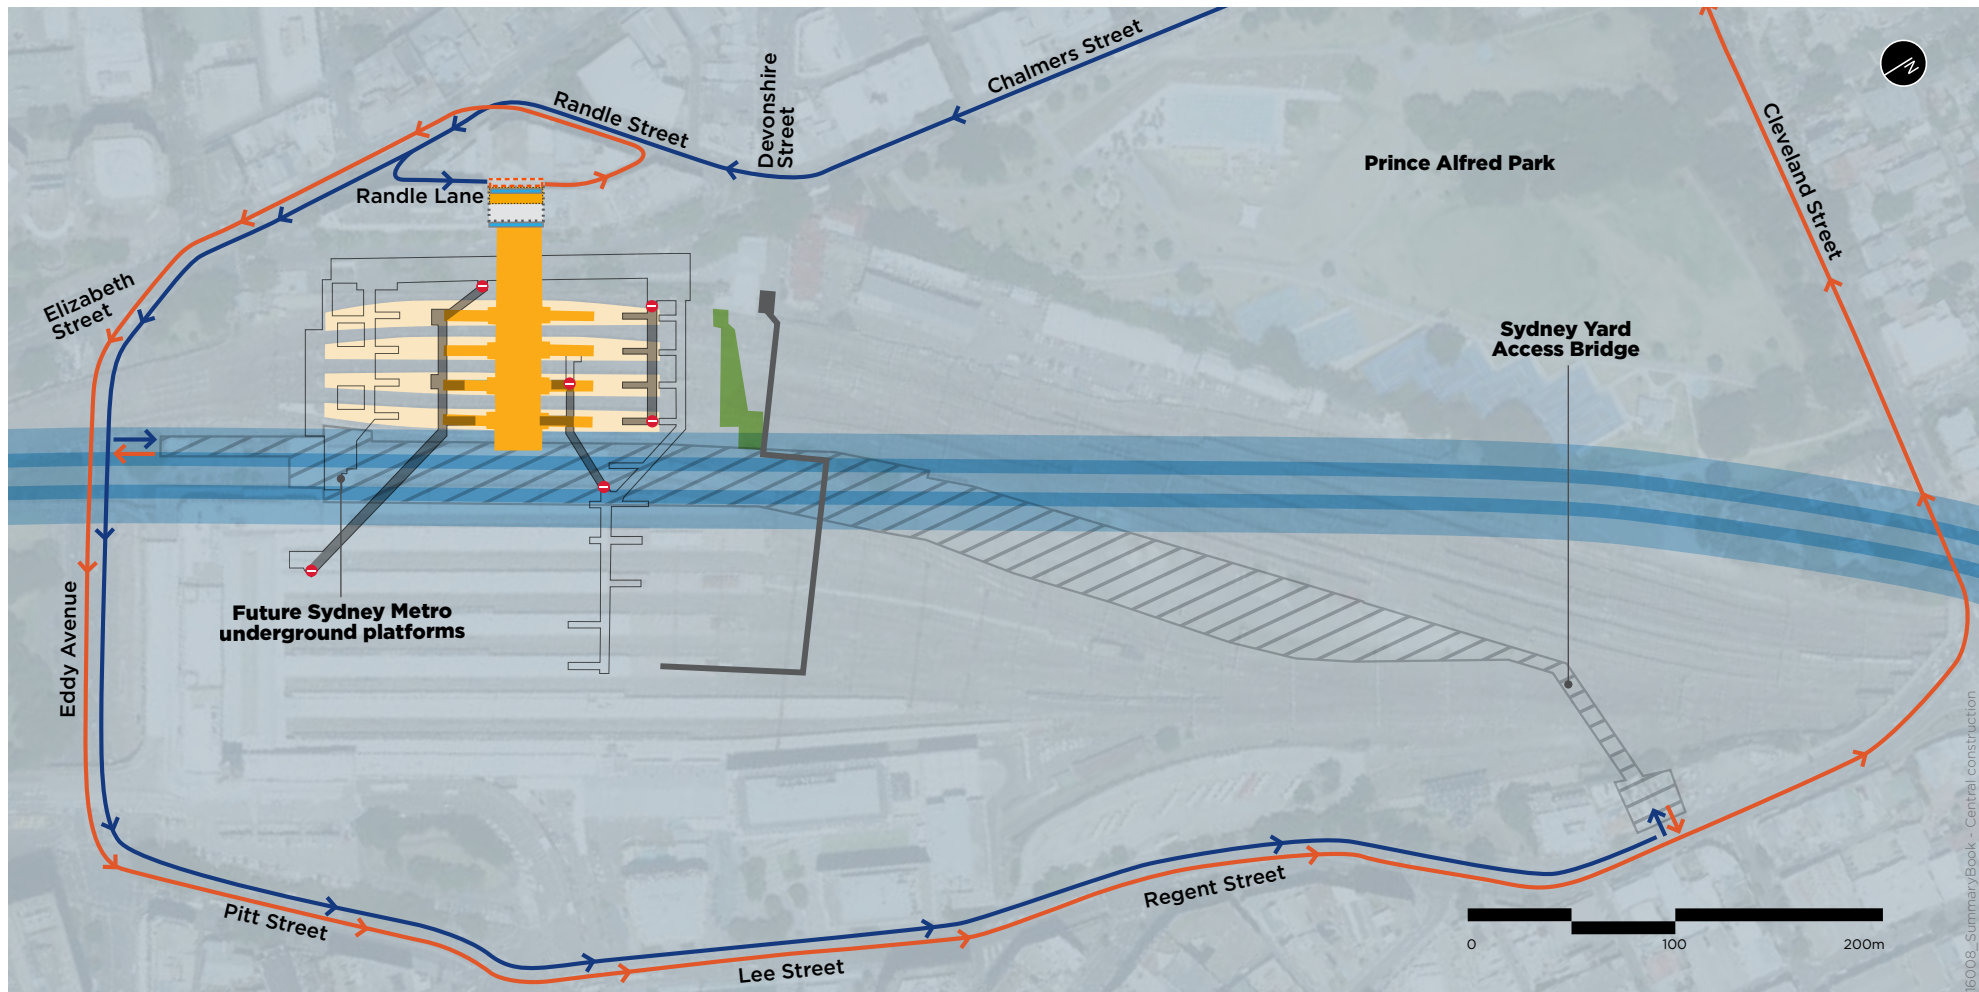 Chalmers Street
Devonshire
Street
Randle Street
N
Cleveland Street
Prince Alfred Park
Randle Lane
Elizabeth
Street
Sydney Yard
Access Bridge
Future Sydney Metro
underground platforms
Eddy Avenue
Pitt Street
Lee Street
Regent Street
0 100 200m
16008_SummaryBook - Central construction